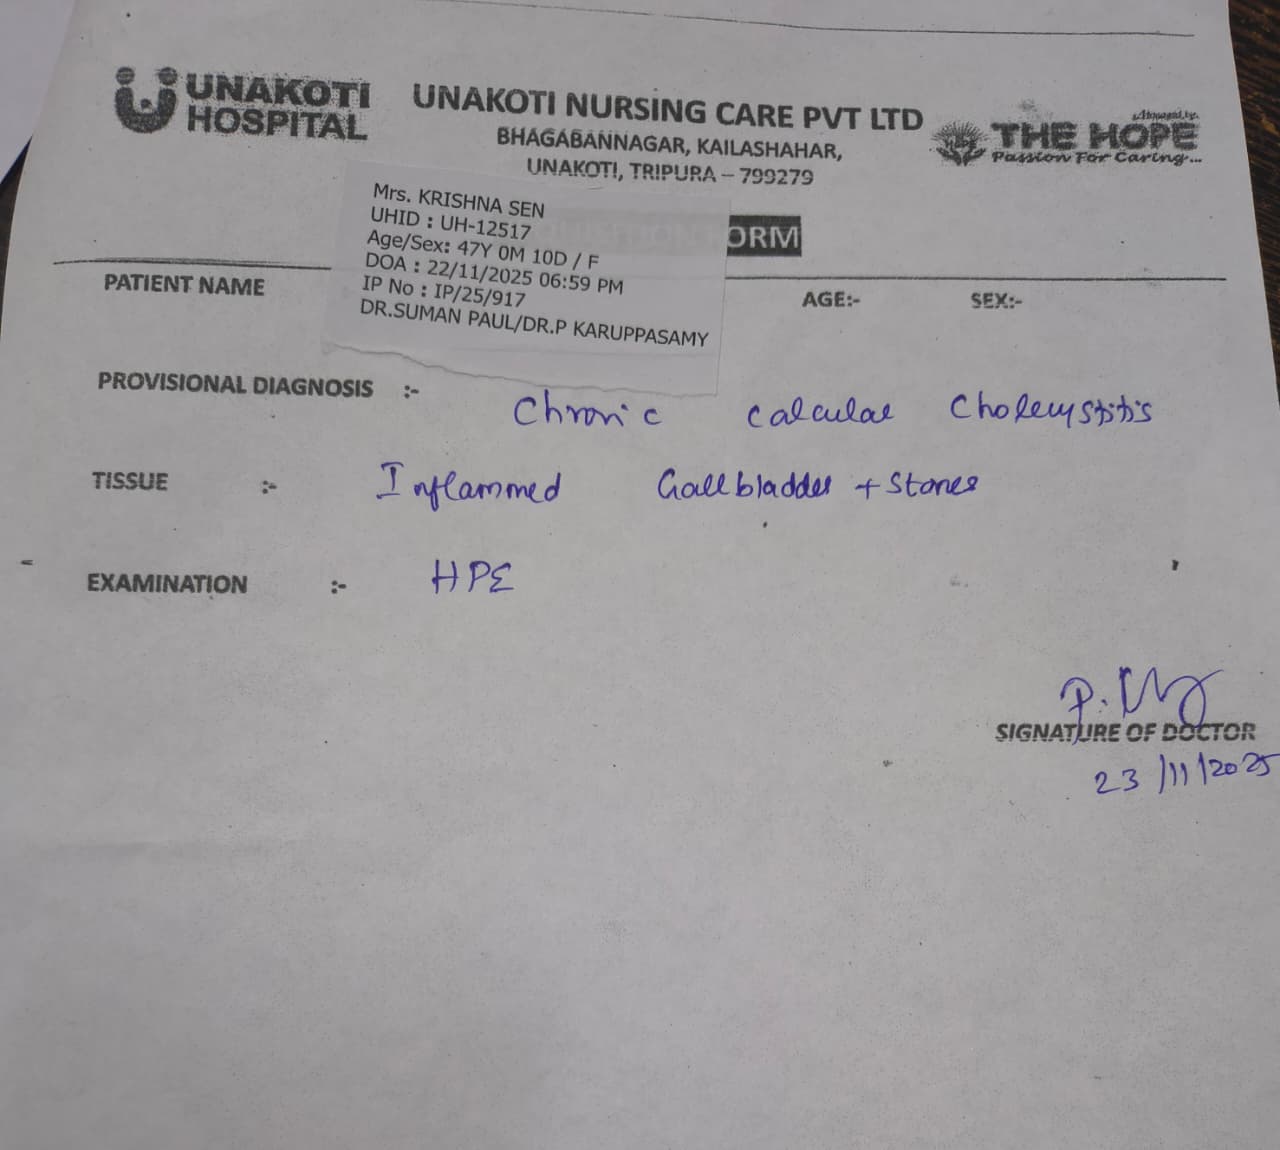 UNAKOTI
HOSPITAL
UNAKOTI NURSING CARE PVT LTD
BHAGABANNAGAR, KAILASHAHAR,
UNAKOTI, TRIPURA – 799279
THE HOPE
Passion For Caring...
ORM
Mrs. KRISHNA SEN
UHID : UH-12517
Age/Sex: 47Y 0M 10D / F
DOA : 22/11/2025 06:59 PM
IP No : IP/25/917
DR.SUMAN PAUL/DR.P KARUPPASAMY
PATIENT NAME AGE:- SEX:-
PROVISIONAL DIAGNOSIS :- Chronic calculae Cholecystitis
TISSUE :- Inflammed Gallbladder + Stones
EXAMINATION :- HPE
SIGNATURE OF DOCTOR
23/11/2025